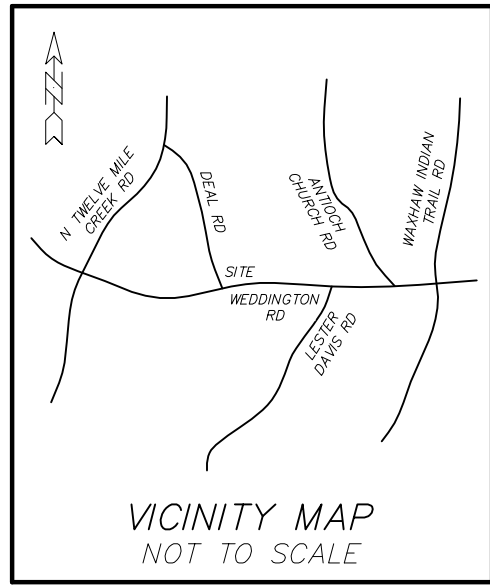 N
N TWELVE MILE
CREEK RD
DEAL RD
ANTIOCH
CHURCH RD
WAXHAW INDIAN
TRAIL RD
SITE
WEDDINGTON
RD
LESTER
DAVIS RD
VICINITY MAP
NOT TO SCALE